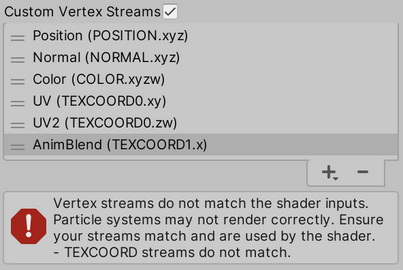 Custom Vertex Streams
Position (POSITION.xyz)
Normal (NORMAL.xyz)
Color (COLOR.xyzw)
UV (TEXCOORD0.xy)
UV2 (TEXCOORD0.zw)
AnimBlend (TEXCOORD1.x)
Vertex streams do not match the shader inputs.
Particle systems may not render correctly. Ensure
your streams match and are used by the shader.
- TEXCOORD streams do not match.